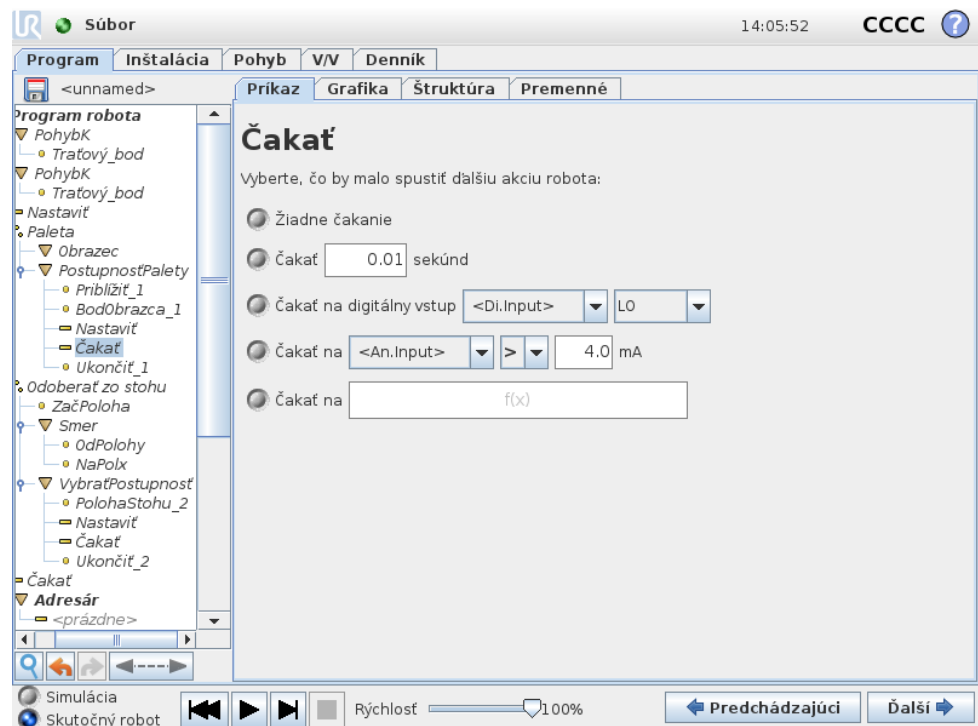 UR Súbor 14:05:52 CCCC ?
Program Inštalácia Pohyb V/V Denník
<unnamed> Príkaz Grafika Štruktúra Premenné
Program robota
PohybK
Traťový_bod
PohybK
Traťový_bod
Nastaviť
Paleta
Obrazec
PostupnosťPalety
Priblížiť_1
BodObrazca_1
Nastaviť
Čakať
Ukončiť_1
Odoberať zo stohu
ZačPoloha
Smer
OdPolohy
NaPolx
VybraťPostupnosť
PolohaStohu_2
Nastaviť
Čakať
Ukončiť_2
Čakať
Adresár
<prázdne>
Čakať
Vyberte, čo by malo spustiť ďalšiu akciu robota:
Žiadne čakanie
Čakať 0.01 sekúnd
Čakať na digitálny vstup <Di.Input> LO
Čakať na <An.Input> > 4.0 mA
Čakať na f(x)
Simulácia
Skutočný robot
Rýchlosť 100%
Predchádzajúci
Ďalší